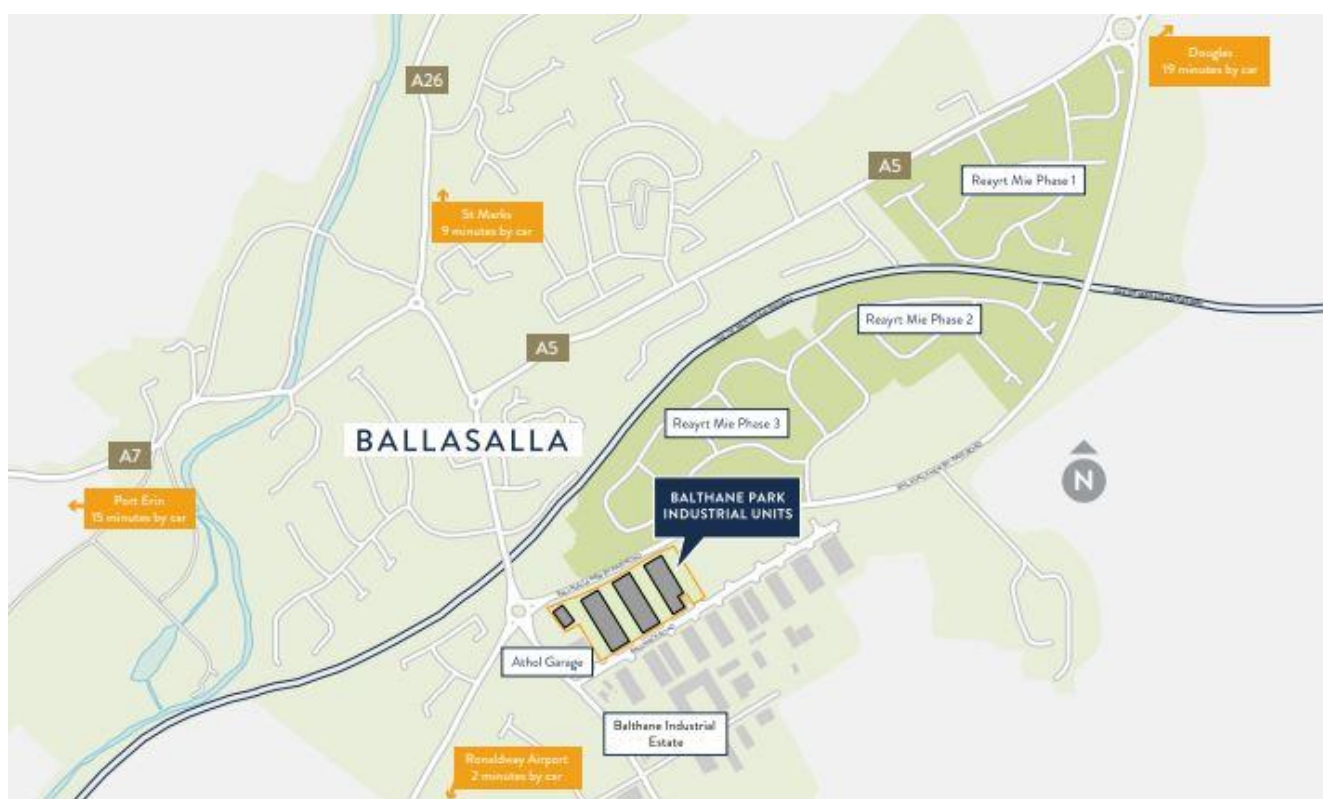 Douglas
19 minutes by car
A26
A5
Reayrt Mie Phase 1
St Marks
9 minutes by car
Reayrt Mie Phase 2
A5
Reayrt Mie Phase 3
BALLASALLA
A7
Port Erin
15 minutes by car
BALTHANE PARK
INDUSTRIAL UNITS
N
Athol Garage
Balthane Industrial
Estate
Ronaldway Airport
2 minutes by car